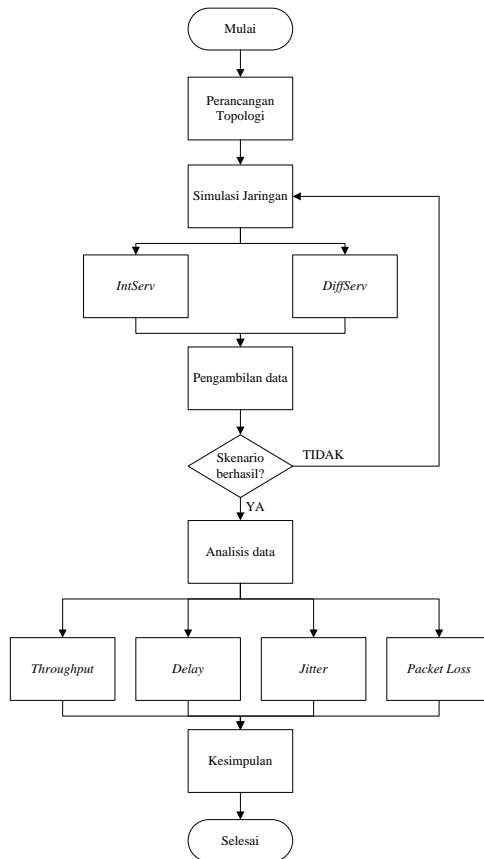 Mulai
Perancangan
Topologi
Simulasi Jaringan
IntServ
DiffServ
Pengambilan data
Skenario
berhasil?
TIDAK
YA
Analisis data
Throughput
Delay
Jitter
Packet Loss
Kesimpulan
Selesai